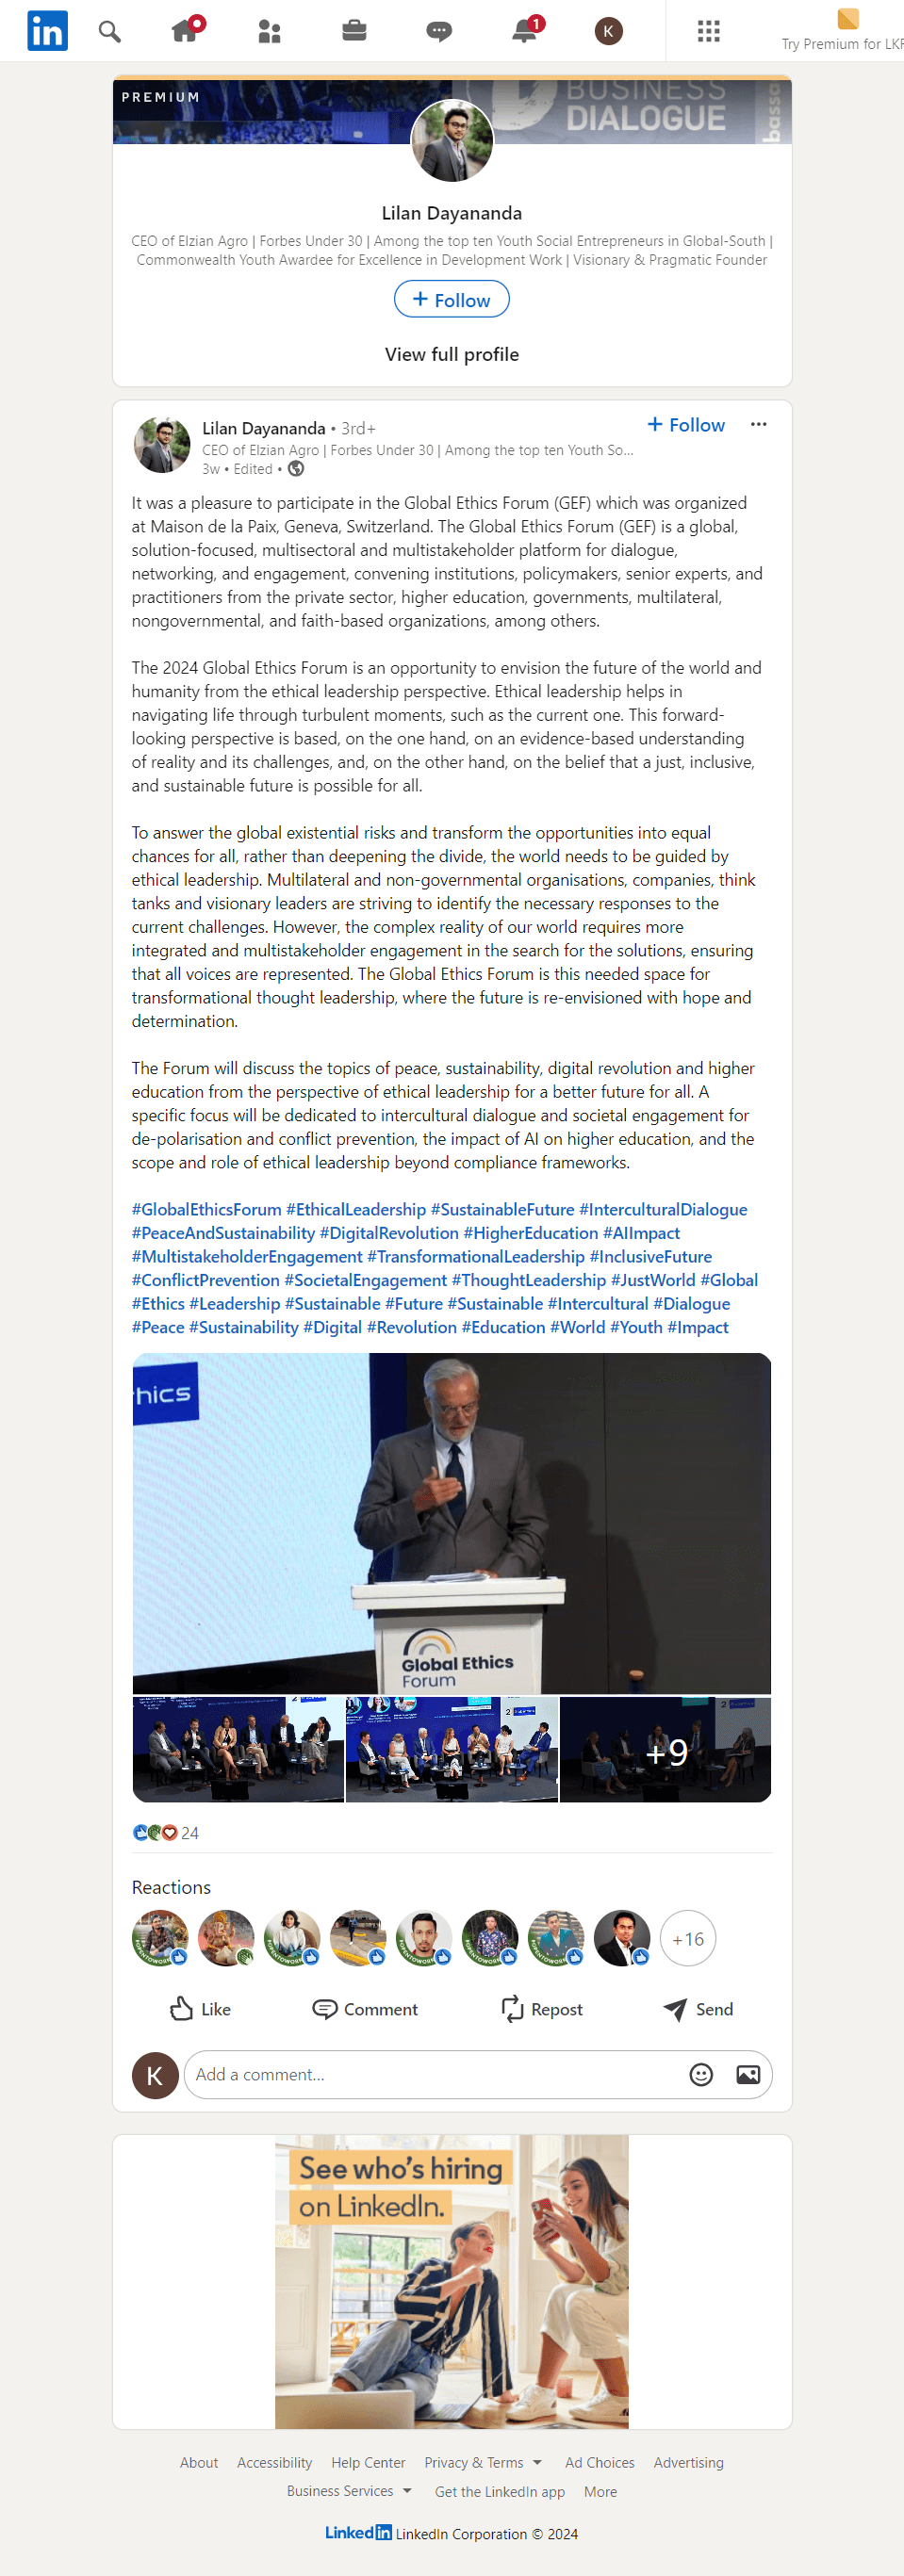 in
1
K
Try Premium for LKR
PREMIUM
BUSINESS
DIALOGUE
bassa
Lilan Dayananda
CEO of Elzian Agro | Forbes Under 30 | Among the top ten Youth Social Entrepreneurs in Global-South |
Commonwealth Youth Awardee for Excellence in Development Work | Visionary & Pragmatic Founder
+ Follow
View full profile
Lilan Dayananda • 3rd+
+ Follow
CEO of Elzian Agro | Forbes Under 30 | Among the top ten Youth So...
3w • Edited •
It was a pleasure to participate in the Global Ethics Forum (GEF) which was organized
at Maison de la Paix, Geneva, Switzerland. The Global Ethics Forum (GEF) is a global,
solution-focused, multisectoral and multistakeholder platform for dialogue,
networking, and engagement, convening institutions, policymakers, senior experts, and
practitioners from the private sector, higher education, governments, multilateral,
nongovernmental, and faith-based organizations, among others.
The 2024 Global Ethics Forum is an opportunity to envision the future of the world and
humanity from the ethical leadership perspective. Ethical leadership helps in
navigating life through turbulent moments, such as the current one. This forward-
looking perspective is based, on the one hand, on an evidence-based understanding
of reality and its challenges, and, on the other hand, on the belief that a just, inclusive,
and sustainable future is possible for all.
To answer the global existential risks and transform the opportunities into equal
chances for all, rather than deepening the divide, the world needs to be guided by
ethical leadership. Multilateral and non-governmental organisations, companies, think
tanks and visionary leaders are striving to identify the necessary responses to the
current challenges. However, the complex reality of our world requires more
integrated and multistakeholder engagement in the search for the solutions, ensuring
that all voices are represented. The Global Ethics Forum is this needed space for
transformational thought leadership, where the future is re-envisioned with hope and
determination.
The Forum will discuss the topics of peace, sustainability, digital revolution and higher
education from the perspective of ethical leadership for a better future for all. A
specific focus will be dedicated to intercultural dialogue and societal engagement for
de-polarisation and conflict prevention, the impact of AI on higher education, and the
scope and role of ethical leadership beyond compliance frameworks.
#GlobalEthicsForum #EthicalLeadership #SustainableFuture #InterculturalDialogue
#PeaceAndSustainability #DigitalRevolution #HigherEducation #AIImpact
#MultistakeholderEngagement #TransformationalLeadership #InclusiveFuture
#ConflictPrevention #SocietalEngagement #ThoughtLeadership #JustWorld #Global
#Ethics #Leadership #Sustainable #Future #Sustainable #Intercultural #Dialogue
#Peace #Sustainability #Digital #Revolution #Education #World #Youth #Impact
hics
Global Ethics
Forum
+9
24
Reactions
+16
Like
Comment
Repost
Send
K
Add a comment...
See who's hiring
on LinkedIn.
About Accessibility Help Center Privacy & Terms Ad Choices Advertising
Business Services Get the LinkedIn app More
Linked in LinkedIn Corporation © 2024